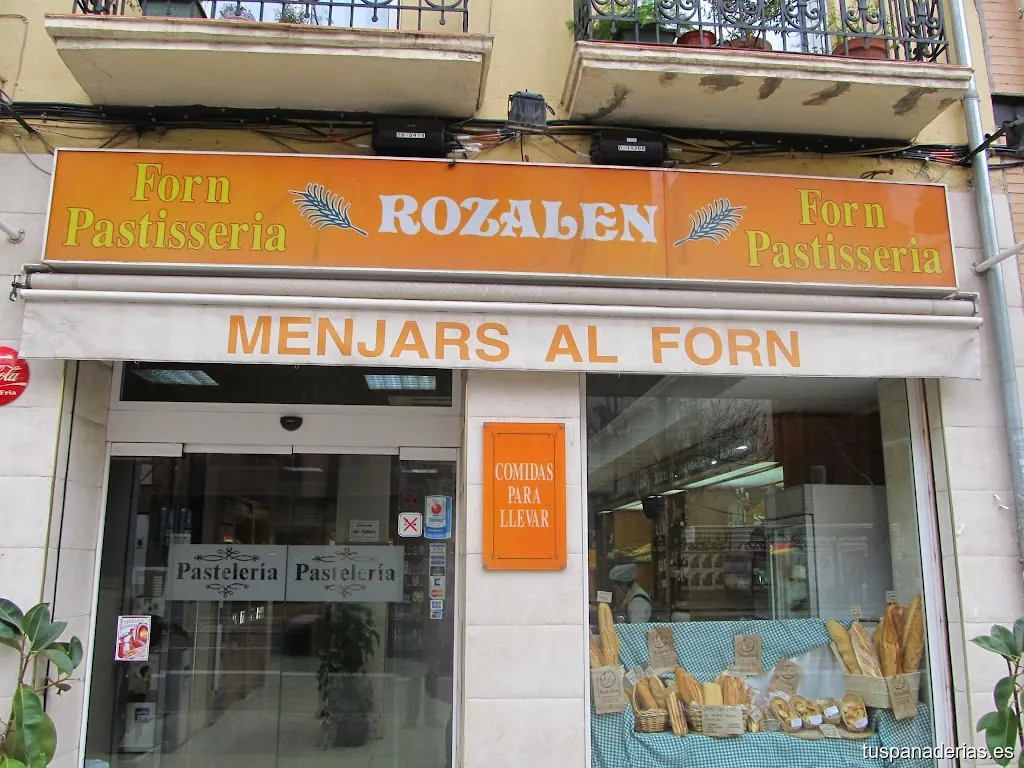 Forn
Pastisseria
ROZALEN
Forn
Pastisseria
MENJARS AL FORN
COMIDAS
PARA
LLEVAR
Pastelería
Pastelería
tuspanaderias.es